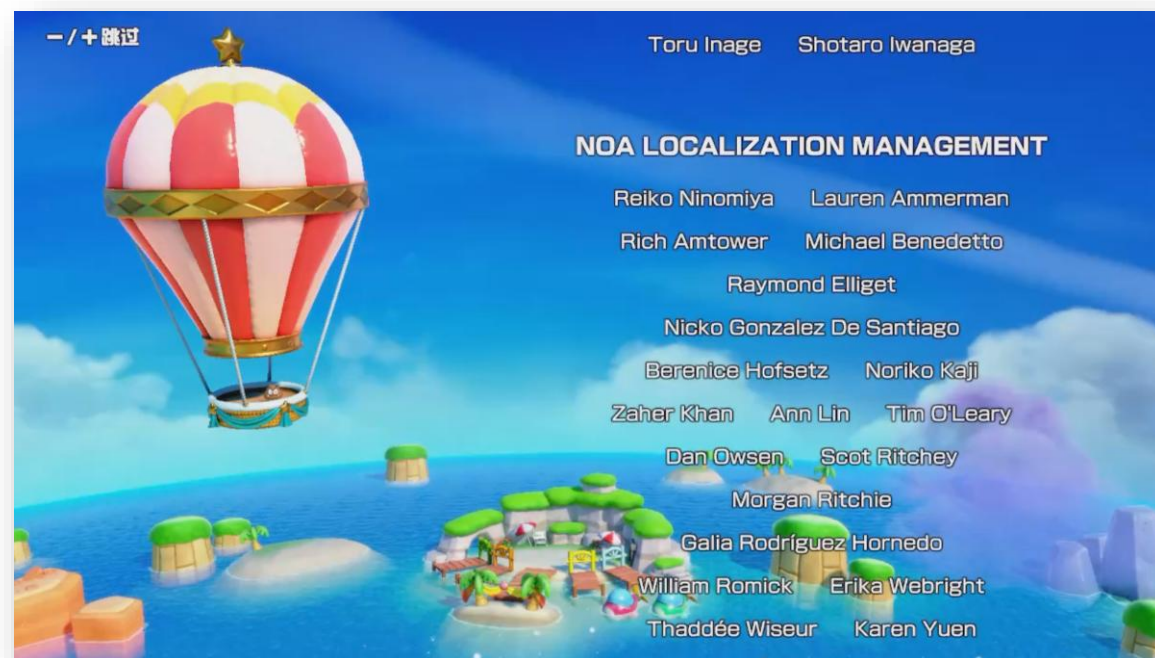 －/＋跳过
Toru Inage Shotaro Iwanaga
NOA LOCALIZATION MANAGEMENT
Reiko Ninomiya Lauren Ammerman
Rich Amtower Michael Benedetto
Raymond Elliget
Nicko Gonzalez De Santiago
Berenice Hofsetz Noriko Kaji
Zaher Khan Ann Lin Tim O'Leary
Dan Owsen Scot Ritchey
Morgan Ritchie
Galia Rodríguez Hornedo
William Romick Erika Webright
Thaddée Wiseur Karen Yuen